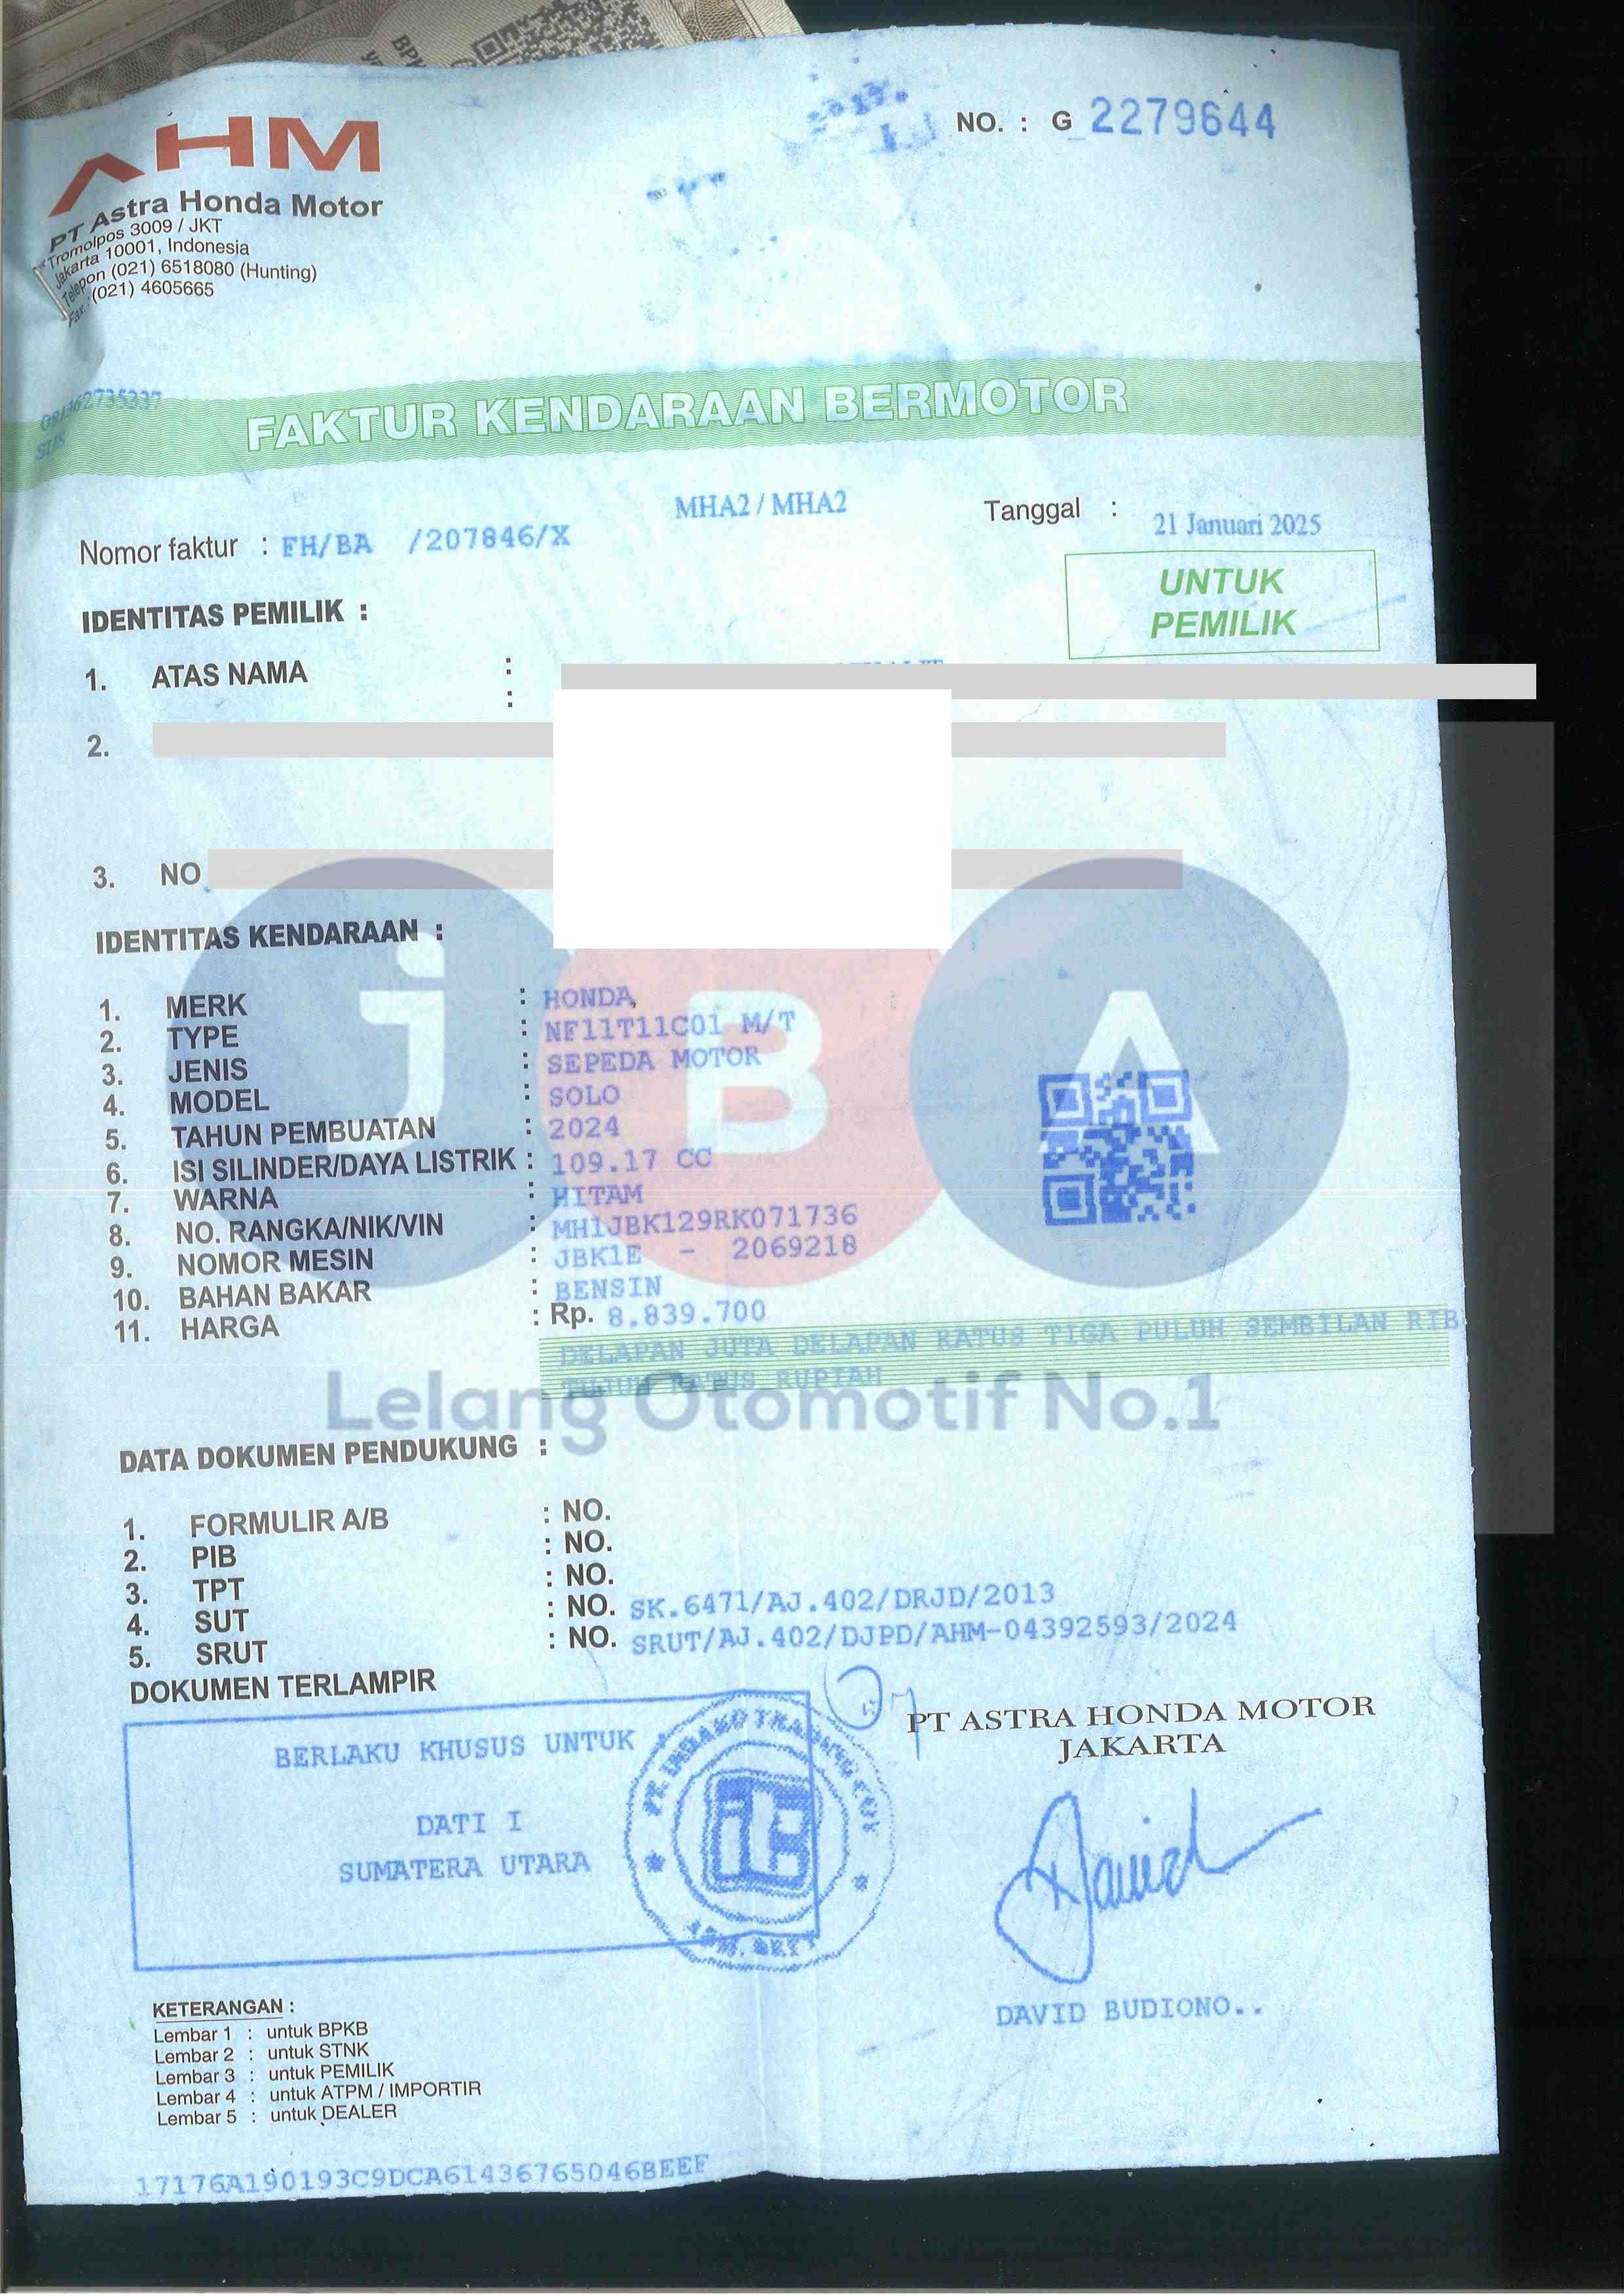 AHM
PT Astra Honda Motor
Tromolpos 3009 / JKT
Jakarta 10001, Indonesia
Telepon (021) 6518080 (Hunting)
Fax. : (021) 4605665
NO. : G 2279644
081362735337
FAKTUR KENDARAAN BERMOTOR
MHA2 / MHA2
Tanggal : 21 Januari 2025
Nomor faktur : FH/BA /207846/X
UNTUK
PEMILIK
IDENTITAS PEMILIK :
1. ATAS NAMA :
:
2.
3. NO
IDENTITAS KENDARAAN :
1. MERK : HONDA
2. TYPE : NF11T11C01 M/T
3. JENIS : SEPEDA MOTOR
4. MODEL : SOLO
5. TAHUN PEMBUATAN : 2024
6. ISI SILINDER/DAYA LISTRIK : 109.17 CC
7. WARNA : HITAM
8. NO. RANGKA/NIK/VIN : MH1JBK129RK071736
9. NOMOR MESIN : JBK1E - 2069218
10. BAHAN BAKAR : BENSIN
11. HARGA : Rp. 8.839.700
DELAPAN JUTA DELAPAN RATUS TIGA PULUH SEMBILAN RIB
TUJUH RATUS RUPIAH
JBA
Lelang Otomotif No.1
DATA DOKUMEN PENDUKUNG :
1. FORMULIR A/B : NO.
2. PIB : NO.
3. TPT : NO.
4. SUT : NO. SK.6471/AJ.402/DRJD/2013
5. SRUT : NO. SRUT/AJ.402/DJPD/AHM-04392593/2024
DOKUMEN TERLAMPIR
BERLAKU KHUSUS UNTUK
DATI I
SUMATERA UTARA
PT. INDAKO TRADING COY
PT ASTRA HONDA MOTOR
JAKARTA
David
DAVID BUDIONO..
KETERANGAN :
Lembar 1 : untuk BPKB
Lembar 2 : untuk STNK
Lembar 3 : untuk PEMILIK
Lembar 4 : untuk ATPM / IMPORTIR
Lembar 5 : untuk DEALER
17176A190193C9DCA61436765046BEEF